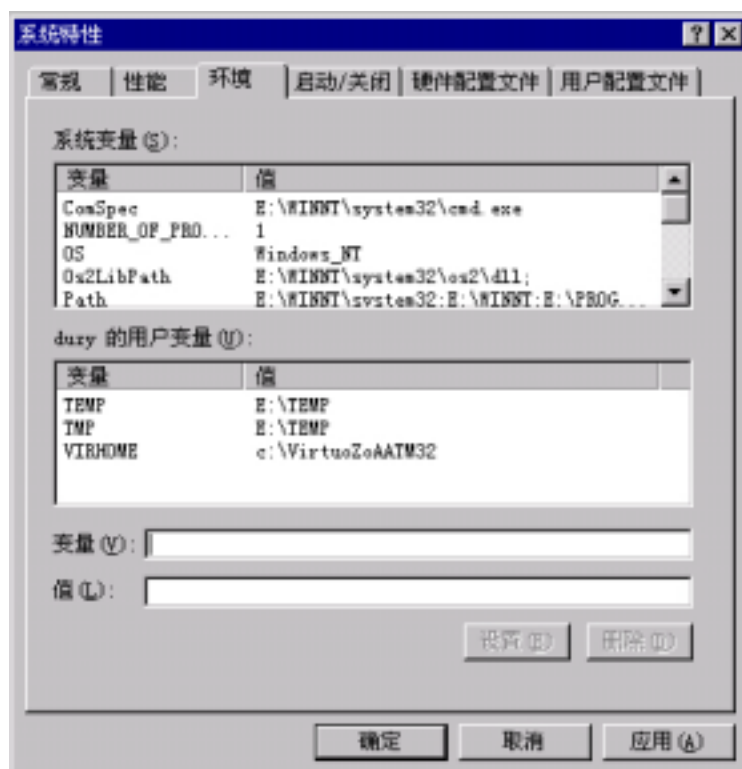 系统特性
常规 性能 环境 启动/关闭 硬件配置文件 用户配置文件
系统变量(S):
变量 值
ComSpec E:\WINNT\system32\cmd.exe
NUMBER_OF_PRO... 1
OS Windows_NT
Os2LibPath E:\WINNT\system32\os2\dll;
Path E:\WINNT\system32;E:\WINNT;E:\PROG...
dury 的用户变量(U):
变量 值
TEMP E:\TEMP
TMP E:\TEMP
VIRHOME c:\VirtuoZoAATM32
变量(V):
值(L):
设置(E) 删除(D)
确定 取消 应用(A)